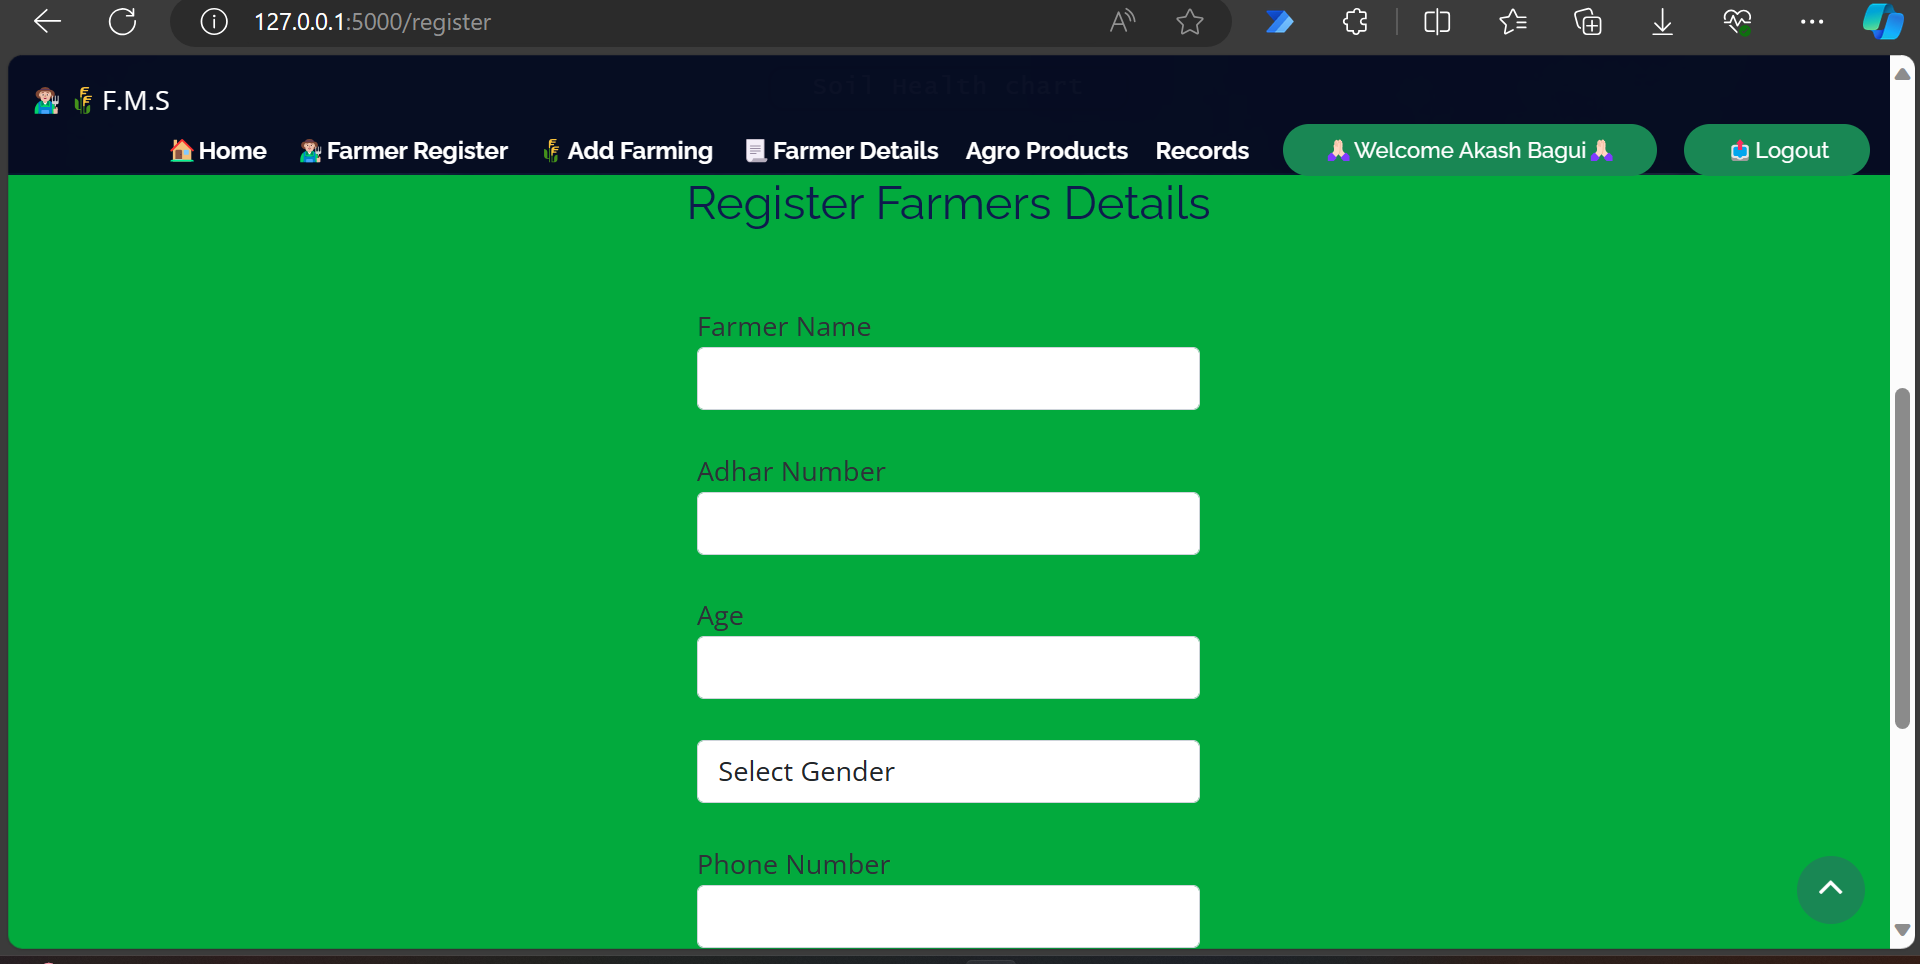 127.0.0.1:5000/register
Soil Health chart
F.M.S
Home Farmer Register Add Farming Farmer Details Agro Products Records Welcome Akash Bagui Logout
Register Farmers Details
Farmer Name
Adhar Number
Age
Select Gender
Phone Number